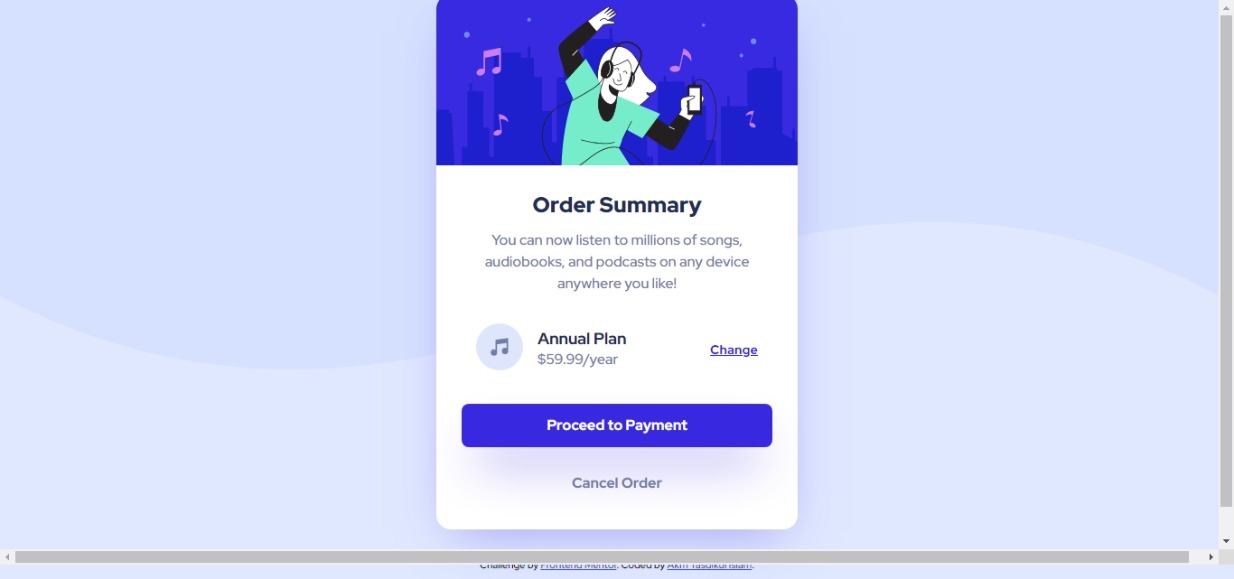 Order Summary
You can now listen to millions of songs,
audiobooks, and podcasts on any device
anywhere you like!
Annual Plan
$59.99/year
Change
Proceed to Payment
Cancel Order
Challenge by Frontend Mentor. Coded by